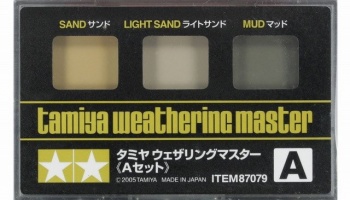 SAND サンド LIGHT SAND ライトサンド MUD マッド
tamiya weathering master
タミヤ ウェザリングマスター
《Aセット》
© 2005 TAMIYA MADE IN JAPAN ITEM87079
A